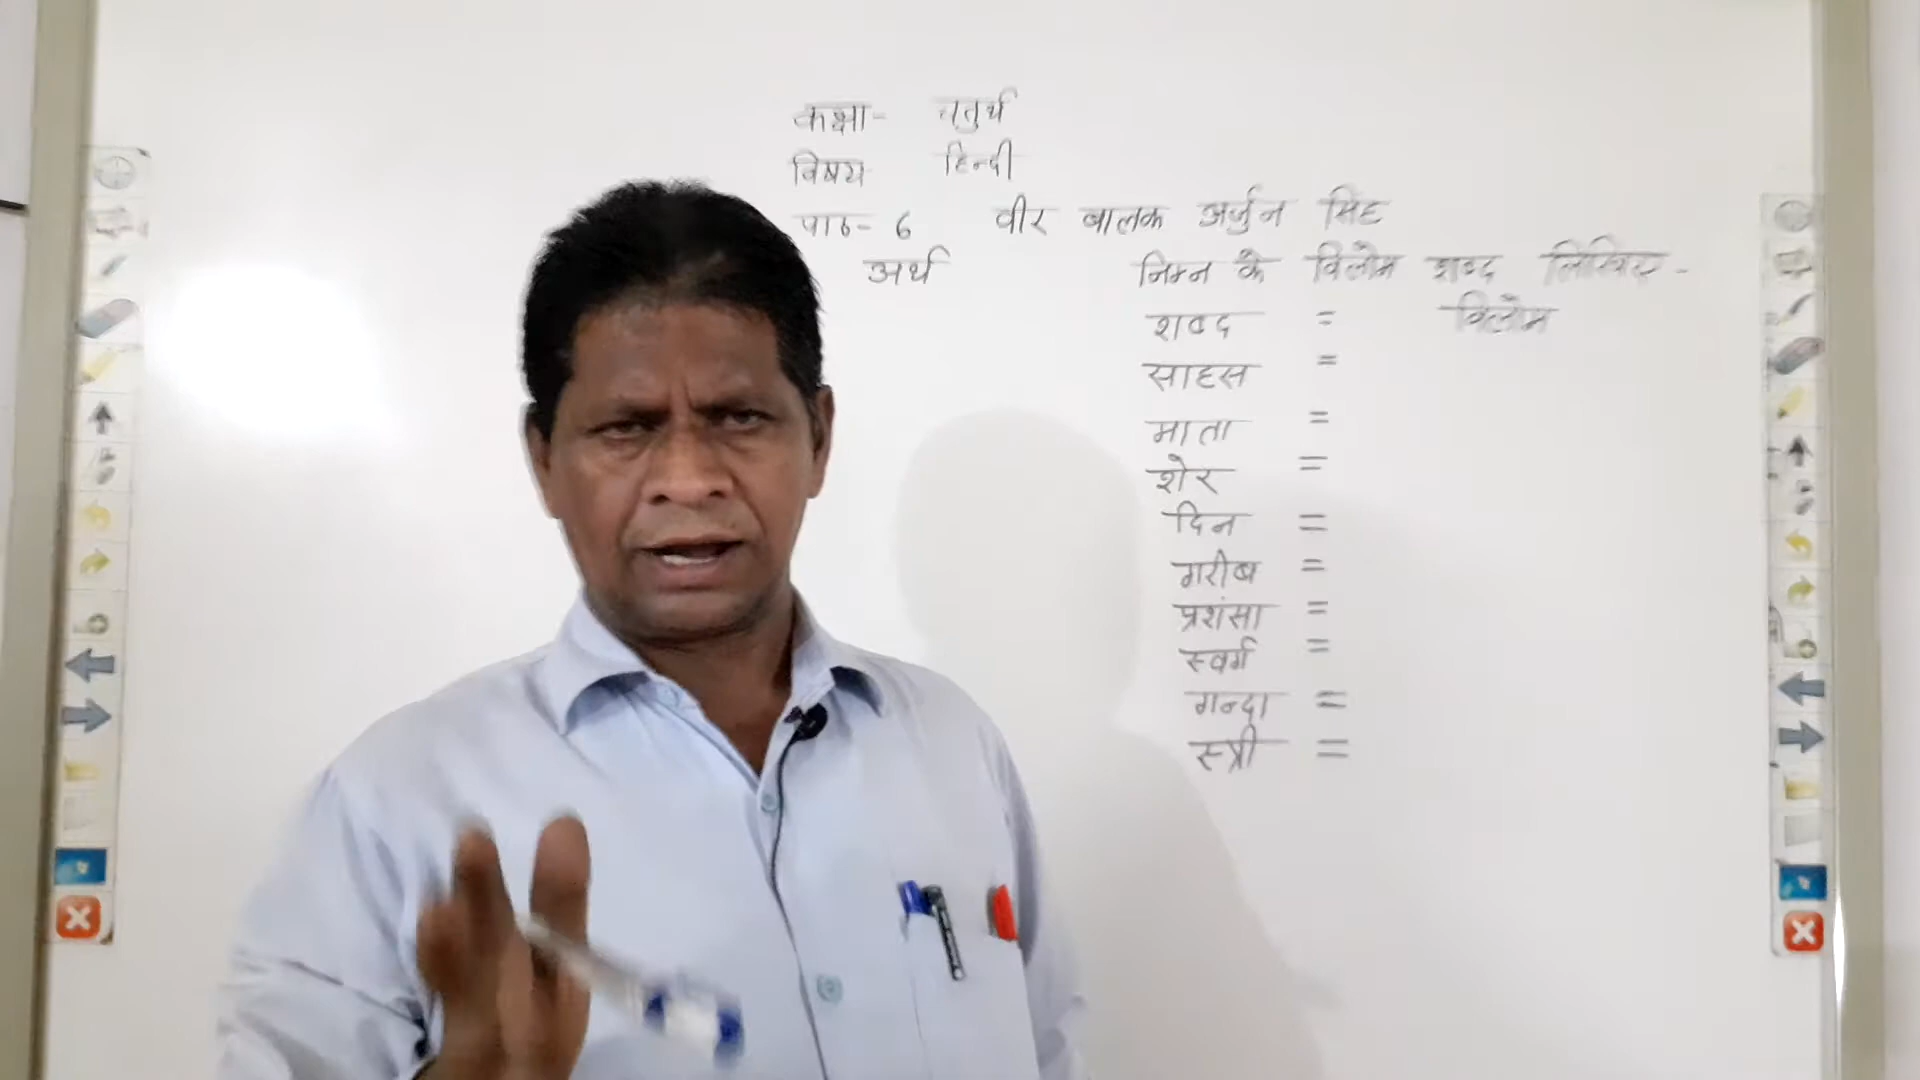 कक्षा- चतुर्थ
विषय हिन्दी
पाठ- 6 वीर बालक अर्जुन सिंह
अर्थ निम्न के विलोम शब्द लिखिए-
शब्द = विलोम
साहस =
माता =
शेर =
दिन =
गरीब =
प्रशंसा =
स्वर्ग =
गन्दा =
स्त्री =